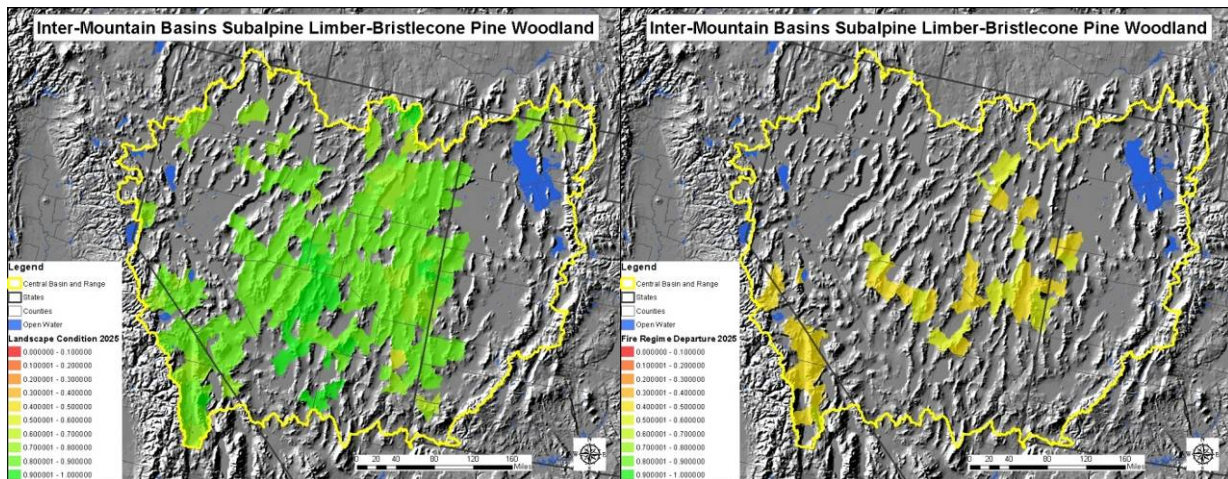 Inter-Mountain Basins Subalpine Limber-Bristlecone Pine Woodland
Legend
Central Basin and Range
States
Counties
Open Water
Landscape Condition 2025
0.000000 - 0.100000
0.100001 - 0.200000
0.200001 - 0.300000
0.300001 - 0.400000
0.400001 - 0.500000
0.500001 - 0.600000
0.600001 - 0.700000
0.700001 - 0.800000
0.800001 - 0.900000
0.900001 - 1.000000
0 20 40 80 120 160
Miles
N
W E
S
Inter-Mountain Basins Subalpine Limber-Bristlecone Pine Woodland
Legend
Central Basin and Range
States
Counties
Open Water
Fire Regime Departure 2025
0.000000 - 0.100000
0.100001 - 0.200000
0.200001 - 0.300000
0.300001 - 0.400000
0.400001 - 0.500000
0.500001 - 0.600000
0.600001 - 0.700000
0.700001 - 0.800000
0.800001 - 0.900000
0.900001 - 1.000000
0 20 40 80 120 160
Miles
N
W E
S